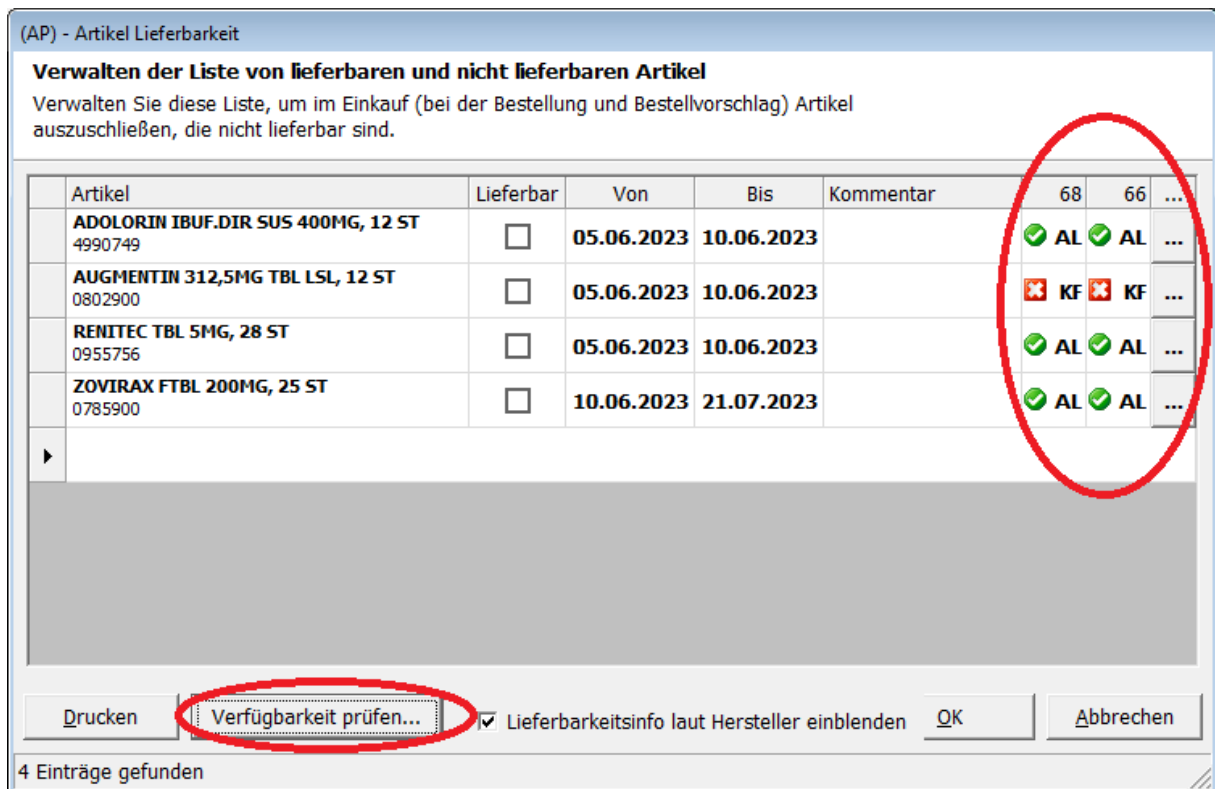 (AP) - Artikel Lieferbarkeit
Verwalten der Liste von lieferbaren und nicht lieferbaren Artikel
Verwalten Sie diese Liste, um im Einkauf (bei der Bestellung und Bestellvorschlag) Artikel
auszuschließen, die nicht lieferbar sind.
Artikel Lieferbar Von Bis Kommentar 68 66 ...
ADOLORIN IBUF.DIR SUS 400MG, 12 ST
4990749
05.06.2023 10.06.2023 AL AL ...
AUGMENTIN 312,5MG TBL LSL, 12 ST
0802900
05.06.2023 10.06.2023 KF KF ...
RENITEC TBL 5MG, 28 ST
0955756
05.06.2023 10.06.2023 AL AL ...
ZOVIRAX FTBL 200MG, 25 ST
0785900
10.06.2023 21.07.2023 AL AL ...
Drucken Verfügbarkeit prüfen... Lieferbarkeitsinfo laut Hersteller einblenden OK Abbrechen
4 Einträge gefunden